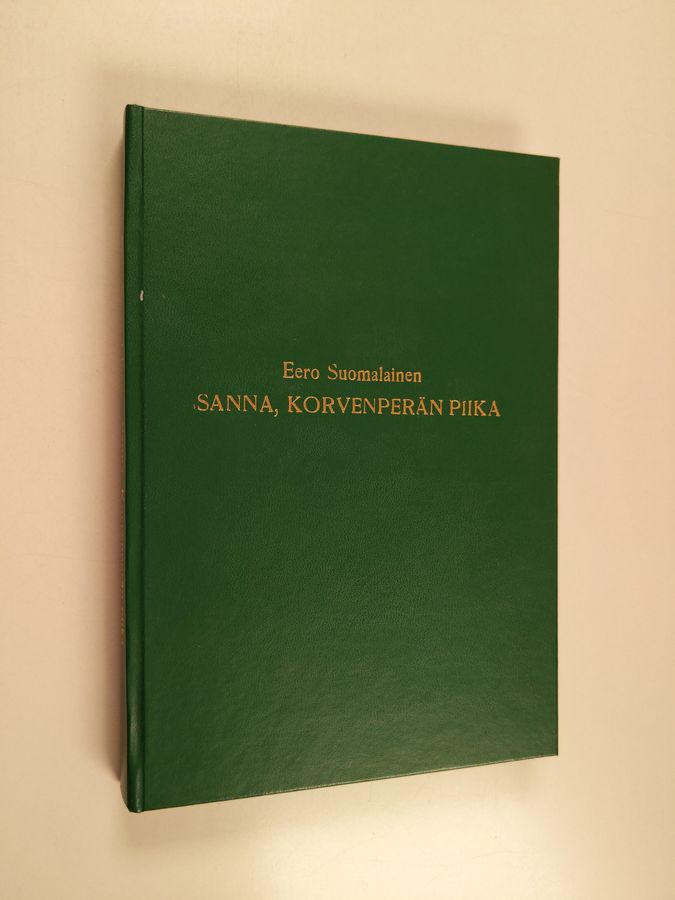 Eero Suomalainen
SANNA, KORVENPERÄN PIIKA